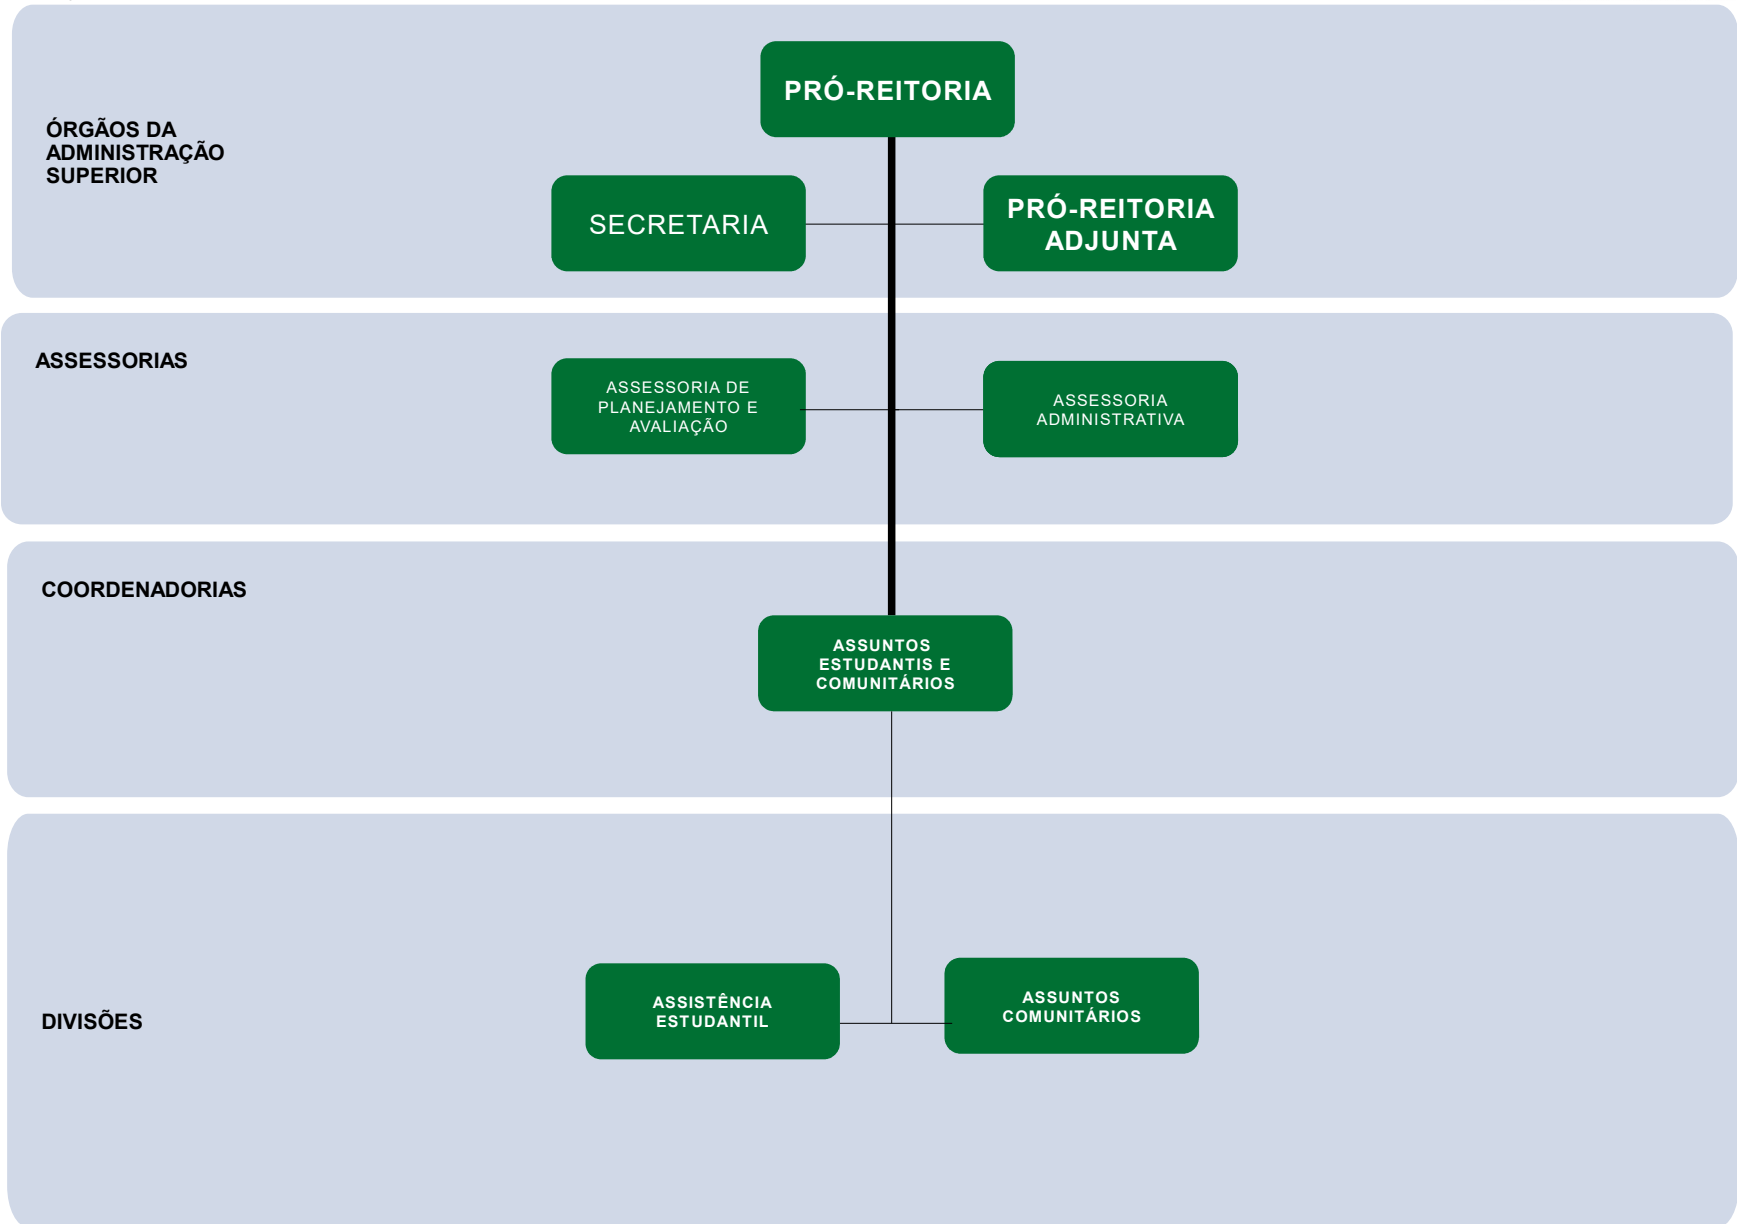 PRÓ-REITORIA
ÓRGÃOS DA
ADMINISTRAÇÃO
SUPERIOR
SECRETARIA
PRÓ-REITORIA
ADJUNTA
ASSESSORIAS
ASSESSORIA DE
PLANEJAMENTO E
AVALIAÇÃO
ASSESSORIA
ADMINISTRATIVA
COORDENADORIAS
ASSUNTOS
ESTUDANTIS E
COMUNITÁRIOS
DIVISÕES
ASSISTÊNCIA
ESTUDANTIL
ASSUNTOS
COMUNITÁRIOS